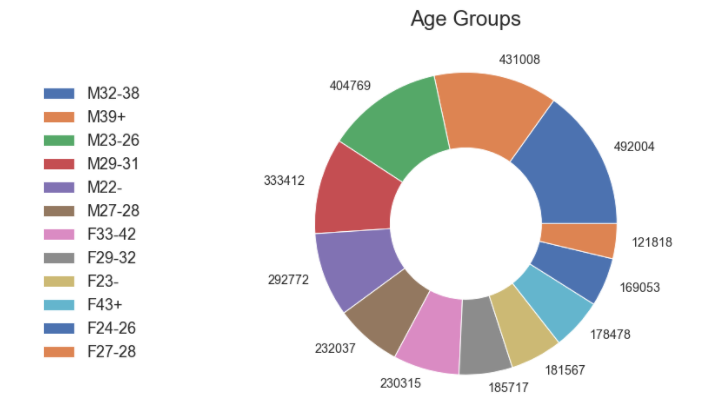 Age Groups
M32-38
M39+
M23-26
M29-31
M22-
M27-28
F33-42
F29-32
F23-
F43+
F24-26
F27-28
431008
404769
492004
333412
121818
292772
169053
178478
232037
181567
230315
185717